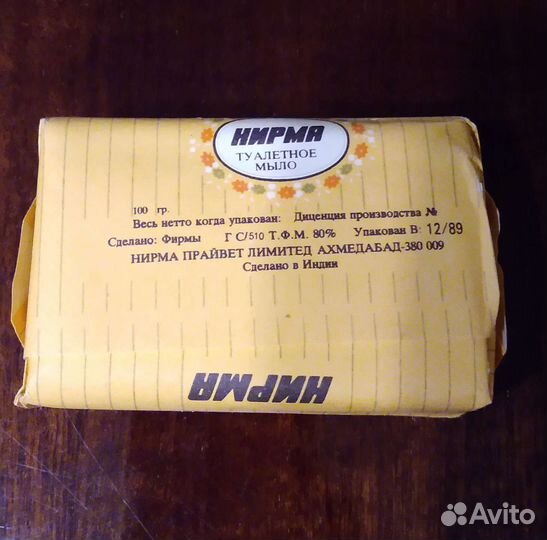 НИРМА
ТУАЛЕТНОЕ
МЫЛО
100 гр.
Весь нетто когда упакован: Диценция производства №
Сделано: Фирмы Г С/510 Т.Ф.М. 80% Упакован В: 12/89
НИРМА ПРАЙВЕТ ЛИМИТЕД АХМЕДАБАД-380 009
Сделано в Индии
НИРМА
Avito